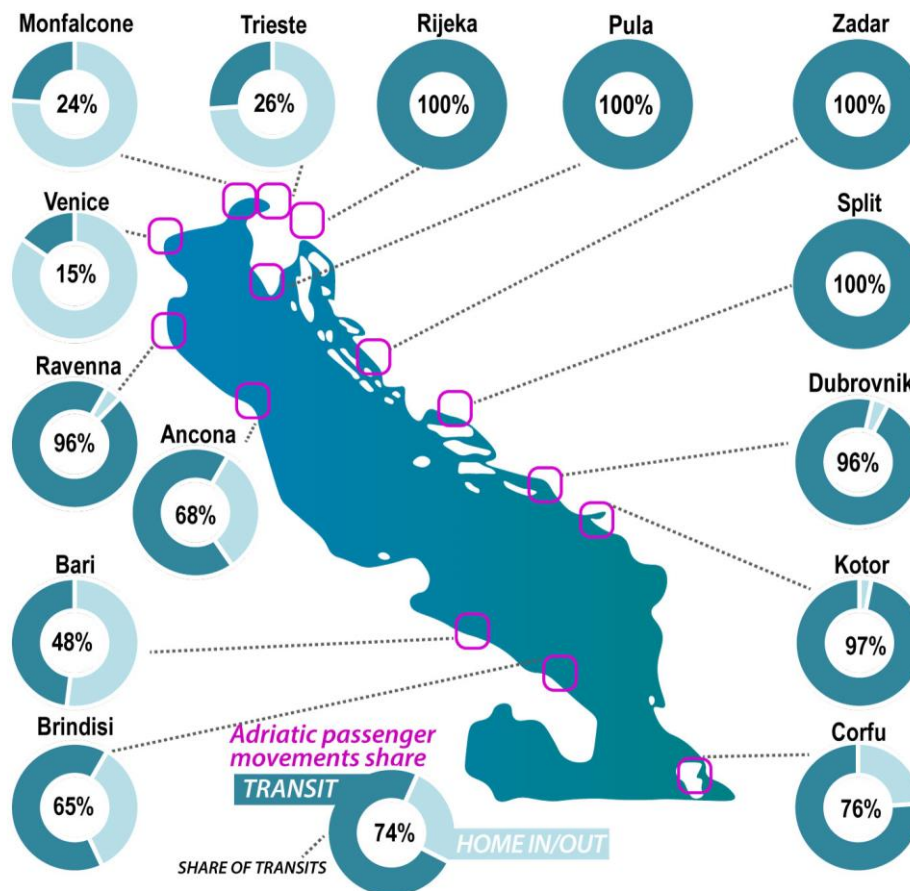 Monfalcone
24%
Trieste
26%
Rijeka
100%
Pula
100%
Zadar
100%
Venice
15%
Split
100%
Ravenna
96%
Ancona
68%
Dubrovnik
96%
Bari
48%
Kotor
97%
Brindisi
65%
Adriatic passenger
movements share
TRANSIT
74%
HOME IN/OUT
SHARE OF TRANSITS
Corfu
76%